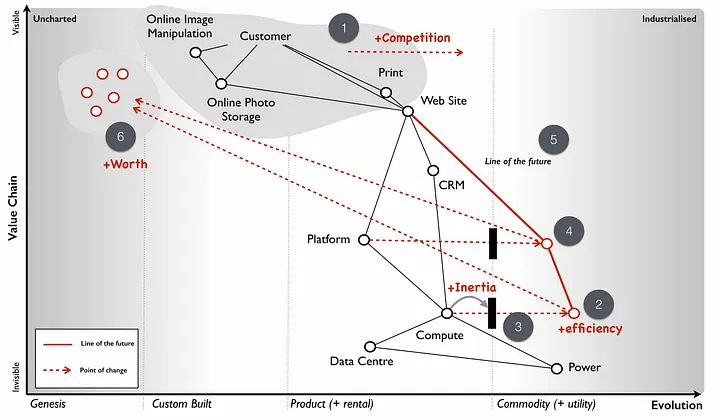 Visible
Uncharted
Online Image
Manipulation
Customer
1
+Competition
Industrialised
Print
Online Photo
Storage
Web Site
6
+Worth
5
Line of the future
CRM
Value Chain
Platform
4
+Inertia
2
+efficiency
3
Compute
Line of the future
Point of change
Data Centre
Power
Invisible
Genesis
Custom Built
Product (+ rental)
Commodity (+ utility)
Evolution